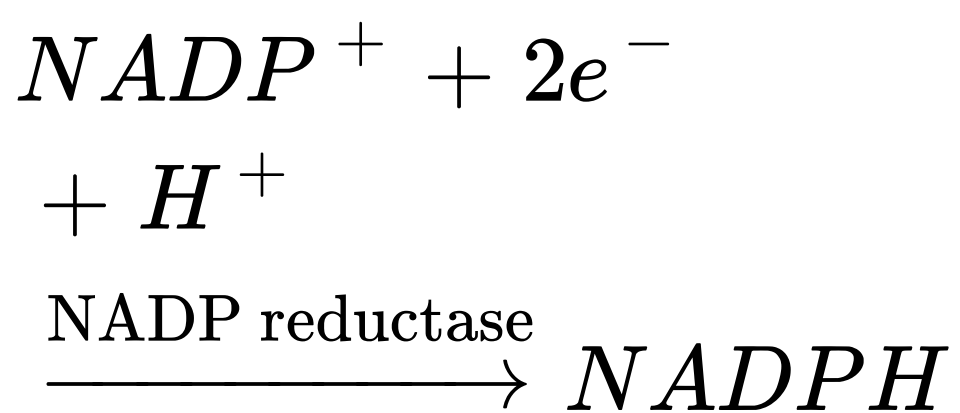 NADP⁺ + 2e⁻
+ H⁺
NADP reductase
⟶ NADPH